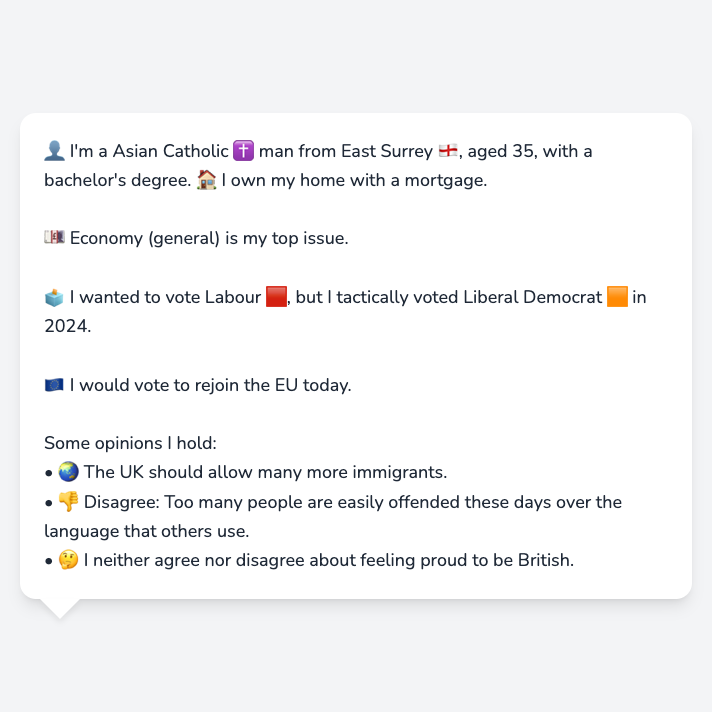 👤 I'm a Asian Catholic ✝️ man from East Surrey 🏴󠁧󠁢󠁥󠁮󠁧󠁿, aged 35, with a
bachelor's degree. 🏠 I own my home with a mortgage.
💷 Economy (general) is my top issue.
🗳️ I wanted to vote Labour 🟥, but I tactically voted Liberal Democrat 🟧 in
2024.
🇪🇺 I would vote to rejoin the EU today.
Some opinions I hold:
• 🌏 The UK should allow many more immigrants.
• 👎 Disagree: Too many people are easily offended these days over the
language that others use.
• 🤔 I neither agree nor disagree about feeling proud to be British.